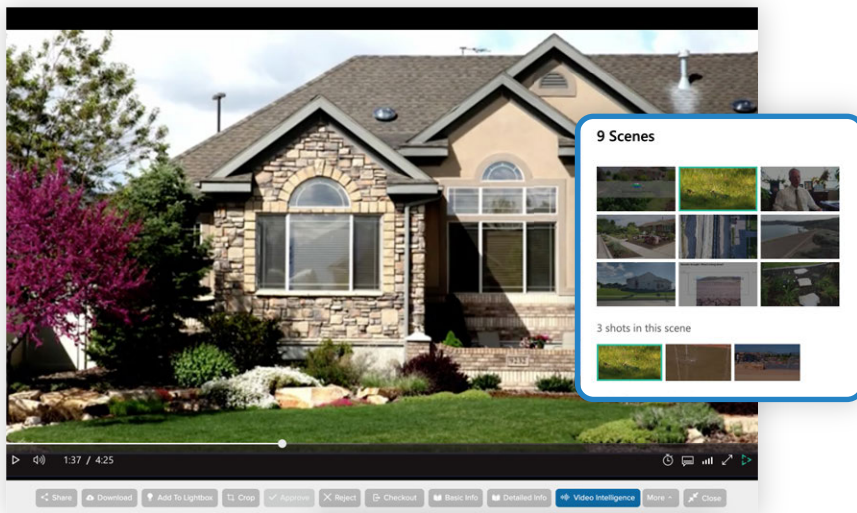 9 Scenes
3 shots in this scene
1:37 / 4:25
Share Download Add To Lightbox Crop Approve Reject Checkout Basic Info Detailed Info Video Intelligence More Close